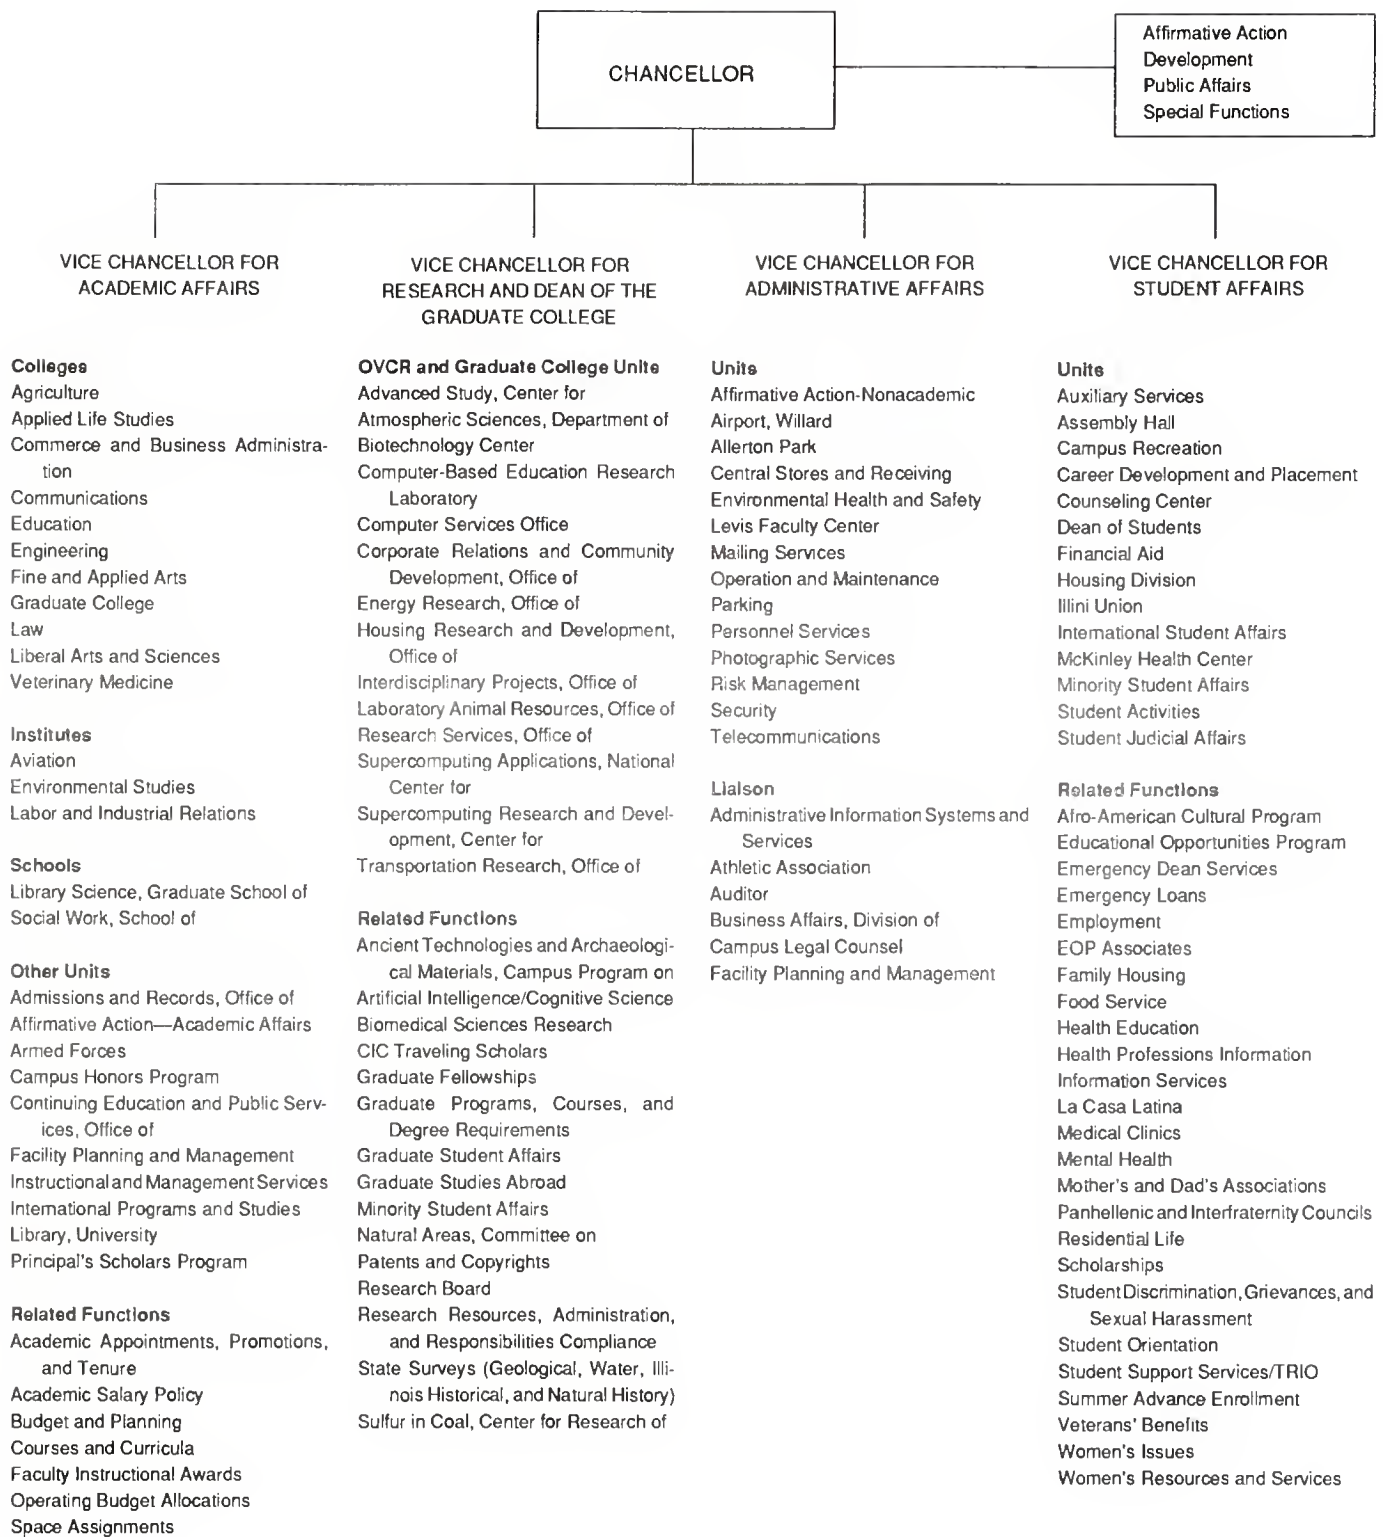 CHANCELLOR
Affirmative Action
Development
Public Affairs
Special Functions
VICE CHANCELLOR FOR
ACADEMIC AFFAIRS
Colleges
Agriculture
Applied Life Studies
Commerce and Business Administra-
tion
Communications
Education
Engineering
Fine and Applied Arts
Graduate College
Law
Liberal Arts and Sciences
Veterinary Medicine
Institutes
Aviation
Environmental Studies
Labor and Industrial Relations
Schools
Library Science, Graduate School of
Social Work, School of
Other Units
Admissions and Records, Office of
Affirmative Action—Academic Affairs
Armed Forces
Campus Honors Program
Continuing Education and Public Serv-
ices, Office of
Facility Planning and Management
Instructional and Management Services
International Programs and Studies
Library, University
Principal's Scholars Program
Related Functions
Academic Appointments, Promotions,
and Tenure
Academic Salary Policy
Budget and Planning
Courses and Curricula
Faculty Instructional Awards
Operating Budget Allocations
Space Assignments
VICE CHANCELLOR FOR
RESEARCH AND DEAN OF THE
GRADUATE COLLEGE
OVCR and Graduate College Units
Advanced Study, Center for
Atmospheric Sciences, Department of
Biotechnology Center
Computer-Based Education Research
Laboratory
Computer Services Office
Corporate Relations and Community
Development, Office of
Energy Research, Office of
Housing Research and Development,
Office of
Interdisciplinary Projects, Office of
Laboratory Animal Resources, Office of
Research Services, Office of
Supercomputing Applications, National
Center for
Supercomputing Research and Devel-
opment, Center for
Transportation Research, Office of
Related Functions
Ancient Technologies and Archaeologi-
cal Materials, Campus Program on
Artificial Intelligence/Cognitive Science
Biomedical Sciences Research
CIC Traveling Scholars
Graduate Fellowships
Graduate Programs, Courses, and
Degree Requirements
Graduate Student Affairs
Graduate Studies Abroad
Minority Student Affairs
Natural Areas, Committee on
Patents and Copyrights
Research Board
Research Resources, Administration,
and Responsibilities Compliance
State Surveys (Geological, Water, Illi-
nois Historical, and Natural History)
Sulfur in Coal, Center for Research of
VICE CHANCELLOR FOR
ADMINISTRATIVE AFFAIRS
Units
Affirmative Action-Nonacademic
Airport, Willard
Allerton Park
Central Stores and Receiving
Environmental Health and Safety
Levis Faculty Center
Mailing Services
Operation and Maintenance
Parking
Personnel Services
Photographic Services
Risk Management
Security
Telecommunications
Liaison
Administrative Information Systems and
Services
Athletic Association
Auditor
Business Affairs, Division of
Campus Legal Counsel
Facility Planning and Management
VICE CHANCELLOR FOR
STUDENT AFFAIRS
Units
Auxiliary Services
Assembly Hall
Campus Recreation
Career Development and Placement
Counseling Center
Dean of Students
Financial Aid
Housing Division
Illini Union
International Student Affairs
McKinley Health Center
Minority Student Affairs
Student Activities
Student Judicial Affairs
Related Functions
Afro-American Cultural Program
Educational Opportunities Program
Emergency Dean Services
Emergency Loans
Employment
EOP Associates
Family Housing
Food Service
Health Education
Health Professions Information
Information Services
La Casa Latina
Medical Clinics
Mental Health
Mother's and Dad's Associations
Panhellenic and Interfraternity Councils
Residential Life
Scholarships
Student Discrimination, Grievances, and
Sexual Harassment
Student Orientation
Student Support Services/TRIO
Summer Advance Enrollment
Veterans' Benefits
Women's Issues
Women's Resources and Services